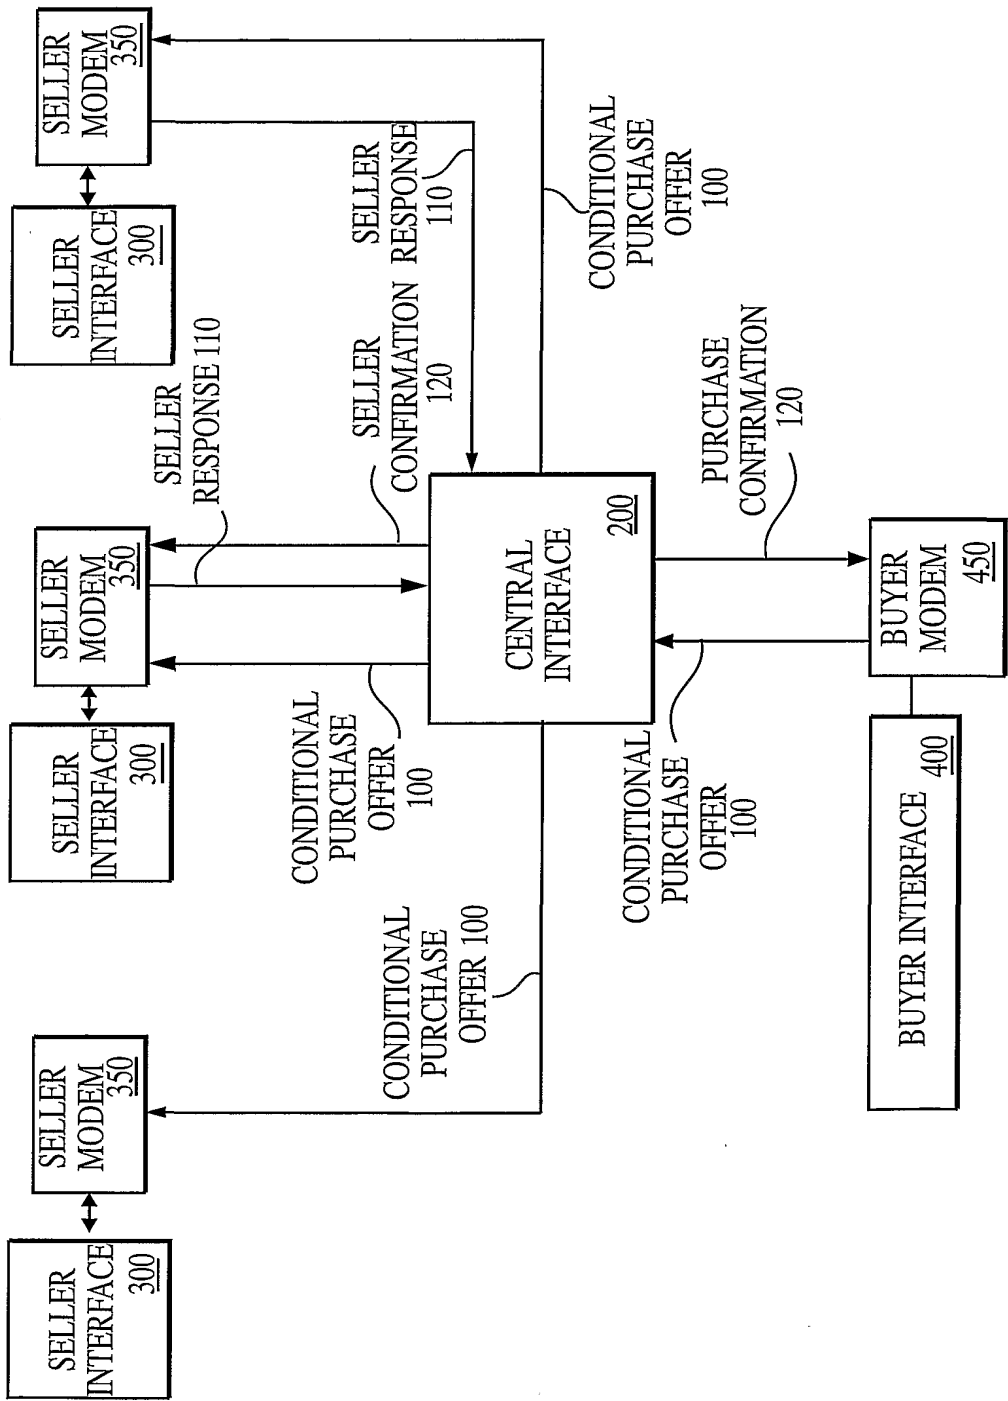 SELLER
INTERFACE
300
SELLER
MODEM
350
CONDITIONAL
PURCHASE
OFFER 100
SELLER
INTERFACE
300
SELLER
MODEM
350
SELLER
RESPONSE 110
CONDITIONAL
PURCHASE
OFFER
100
SELLER
CONFIRMATION
120
SELLER
INTERFACE
300
SELLER
MODEM
350
SELLER
RESPONSE
110
CONDITIONAL
PURCHASE
OFFER
100
CENTRAL
INTERFACE
200
CONDITIONAL
PURCHASE
OFFER
100
PURCHASE
CONFIRMATION
120
BUYER INTERFACE
400
BUYER
MODEM
450